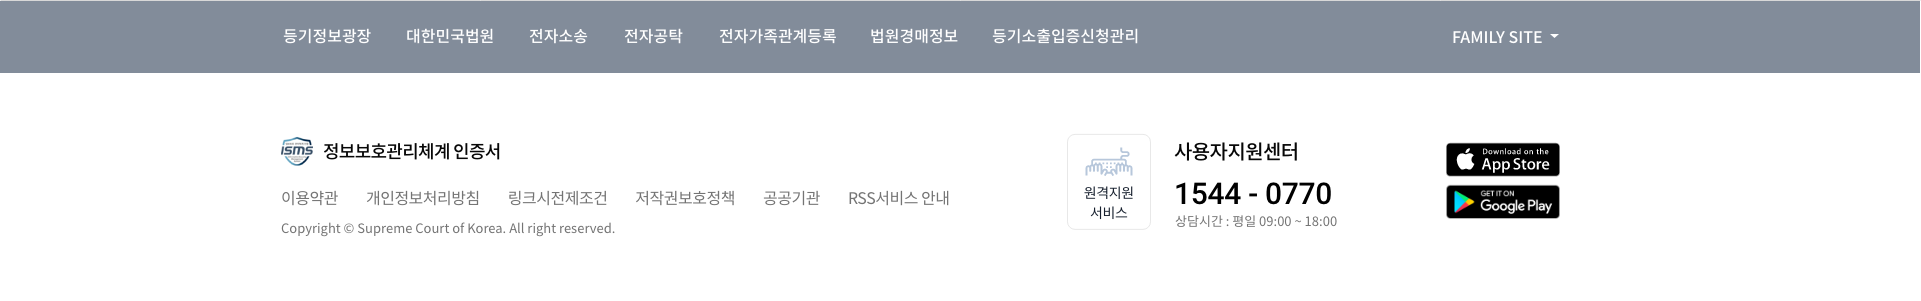 등기정보광장 대한민국법원 전자소송 전자공탁 전자가족관계등록 법원경매정보 등기소출입증신청관리 FAMILY SITE
ISMS 정보보호관리체계 인증서
이용약관 개인정보처리방침 링크시전제조건 저작권보호정책 공공기관 RSS서비스 안내
Copyright © Supreme Court of Korea. All right reserved.
원격지원
서비스
사용자지원센터
1544 - 0770
상담시간 : 평일 09:00 ~ 18:00
Download on the
App Store
GET IT ON
Google Play